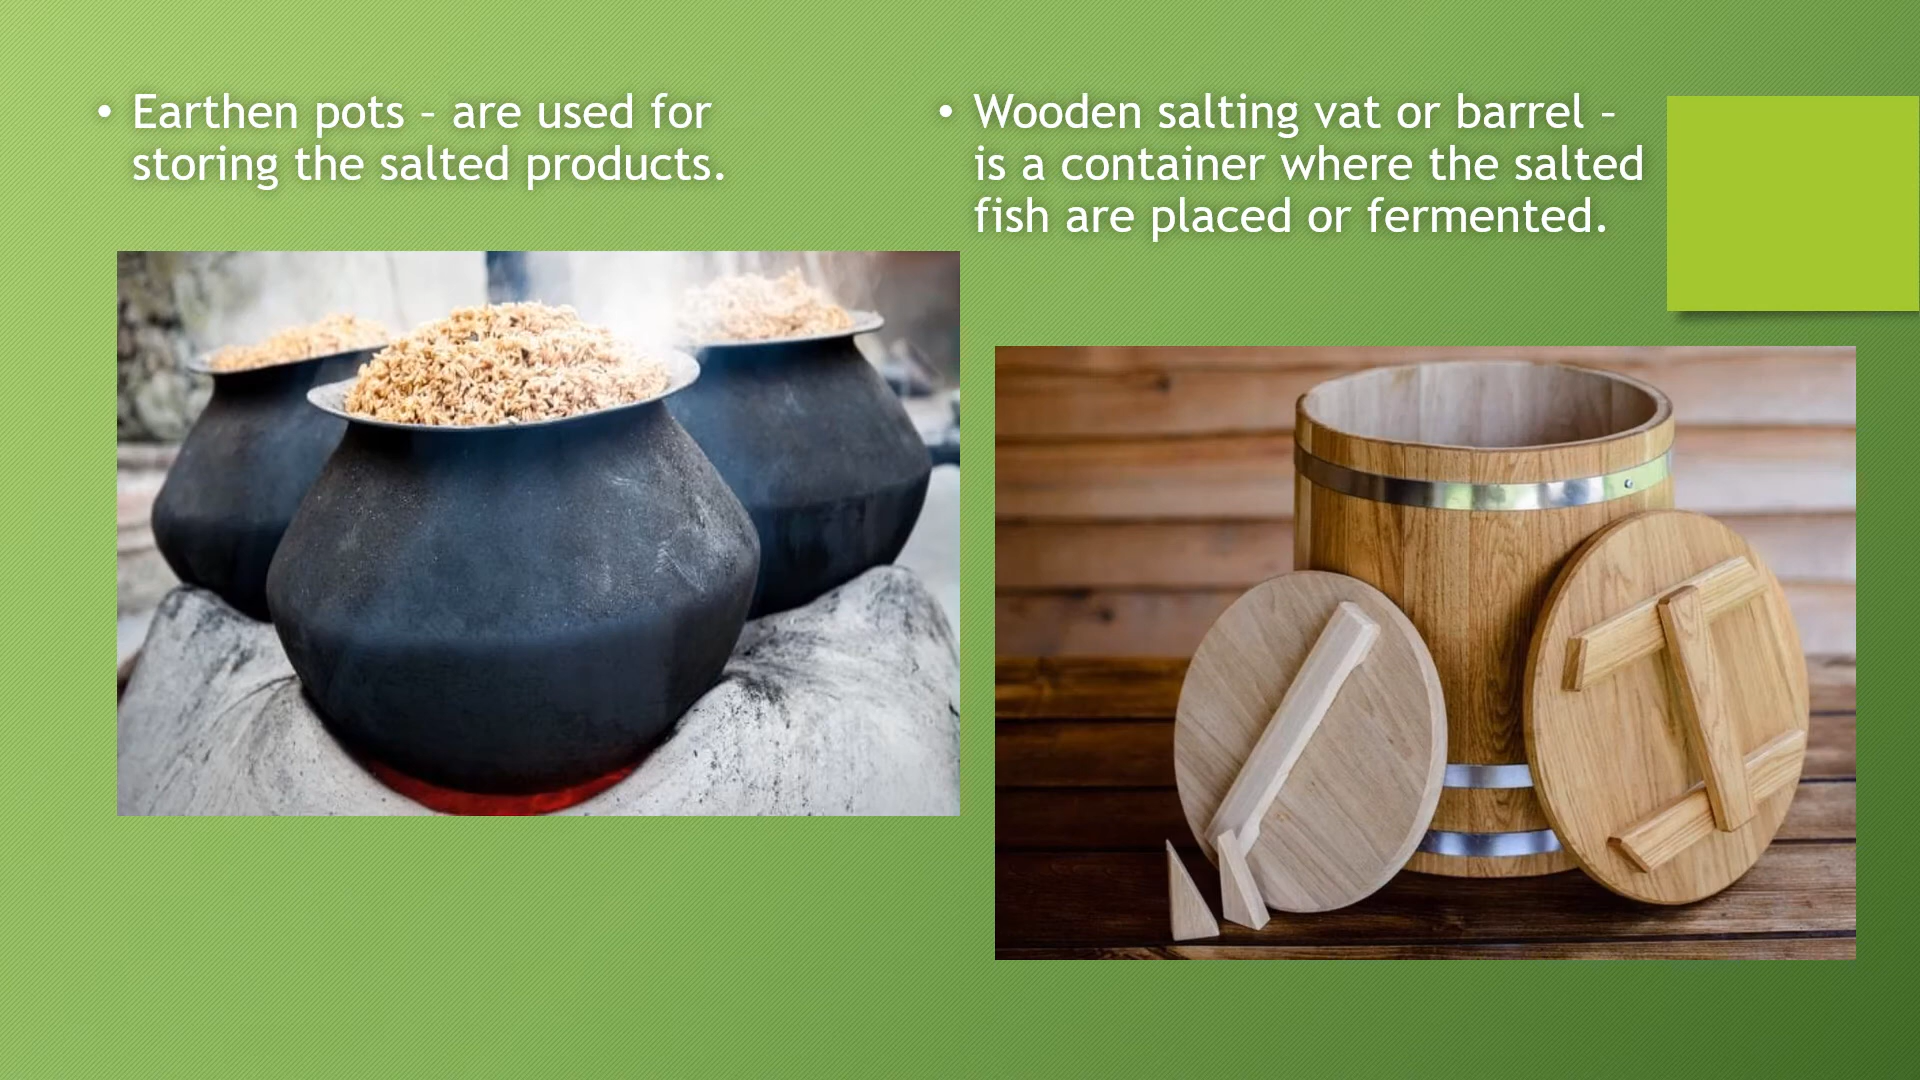 • Earthen pots – are used for
storing the salted products.
• Wooden salting vat or barrel –
is a container where the salted
fish are placed or fermented.